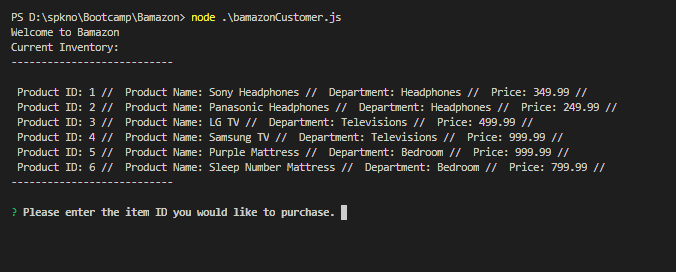 PS D:\spkno\Bootcamp\Bamazon> node .\bamazonCustomer.js
Welcome to Bamazon
Current Inventory:
---------------------------
Product ID: 1 //  Product Name: Sony Headphones //  Department: Headphones //  Price: 349.99 //
Product ID: 2 //  Product Name: Panasonic Headphones //  Department: Headphones //  Price: 249.99 //
Product ID: 3 //  Product Name: LG TV //  Department: Televisions //  Price: 499.99 //
Product ID: 4 //  Product Name: Samsung TV //  Department: Televisions //  Price: 999.99 //
Product ID: 5 //  Product Name: Purple Mattress //  Department: Bedroom //  Price: 999.99 //
Product ID: 6 //  Product Name: Sleep Number Mattress //  Department: Bedroom //  Price: 799.99 //
---------------------------
? Please enter the item ID you would like to purchase.